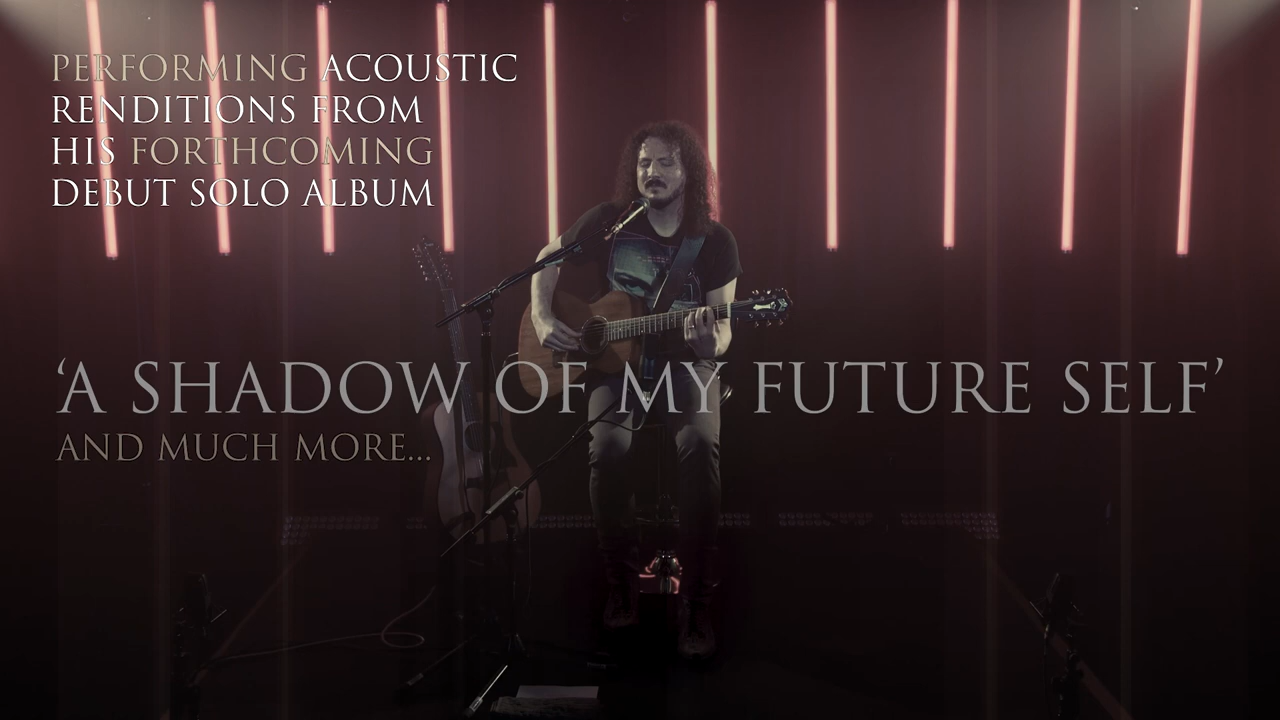 PERFORMING ACOUSTIC
RENDITIONS FROM
HIS FORTHCOMING
DEBUT SOLO ALBUM
‘A SHADOW OF MY FUTURE SELF’
AND MUCH MORE...